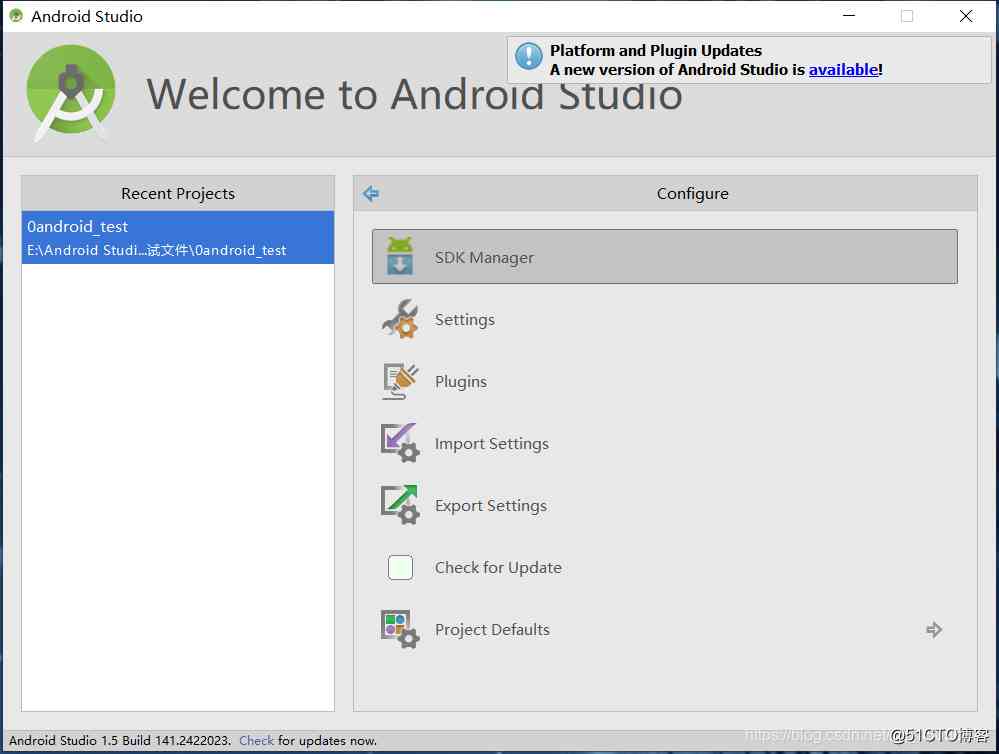 Android Studio
Platform and Plugin Updates
A new version of Android Studio is available!
Welcome to Android Studio
Recent Projects
0android_test
E:\Android Studi...试文件\0android_test
Configure
SDK Manager
Settings
Plugins
Import Settings
Export Settings
Check for Update
Project Defaults
Android Studio 1.5 Build 141.2422023. Check for updates now.
https://blog.csdn.net
@51CTO博客